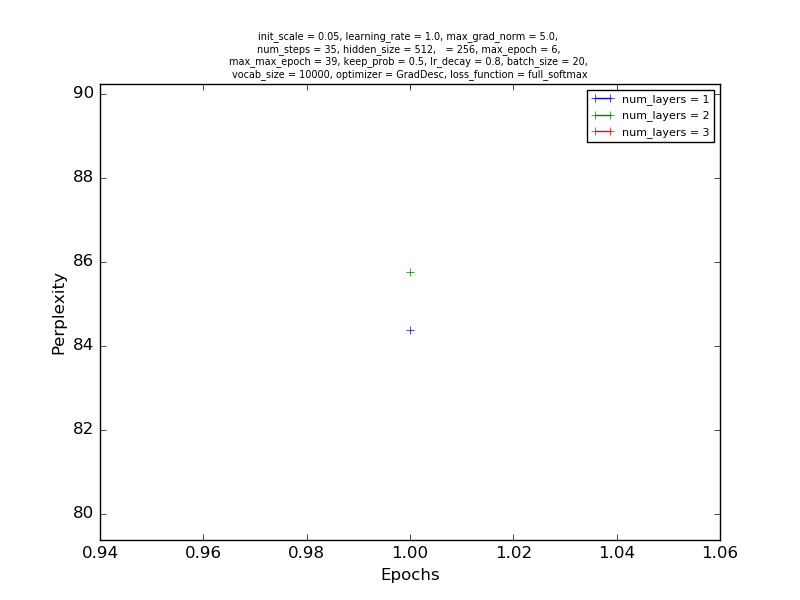 init_scale = 0.05, learning_rate = 1.0, max_grad_norm = 5.0,
num_steps = 35, hidden_size = 512,   = 256, max_epoch = 6,
max_max_epoch = 39, keep_prob = 0.5, lr_decay = 0.8, batch_size = 20,
vocab_size = 10000, optimizer = GradDesc, loss_function = full_softmax
num_layers = 1
num_layers = 2
num_layers = 3
90
88
86
84
82
80
Perplexity
0.94 0.96 0.98 1.00 1.02 1.04 1.06
Epochs